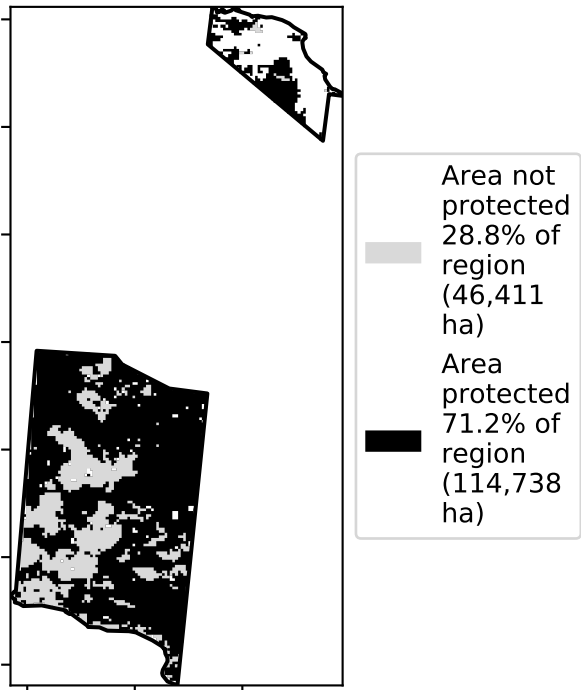 Area not
protected
28.8% of
region
(46,411
ha)
Area
protected
71.2% of
region
(114,738
ha)